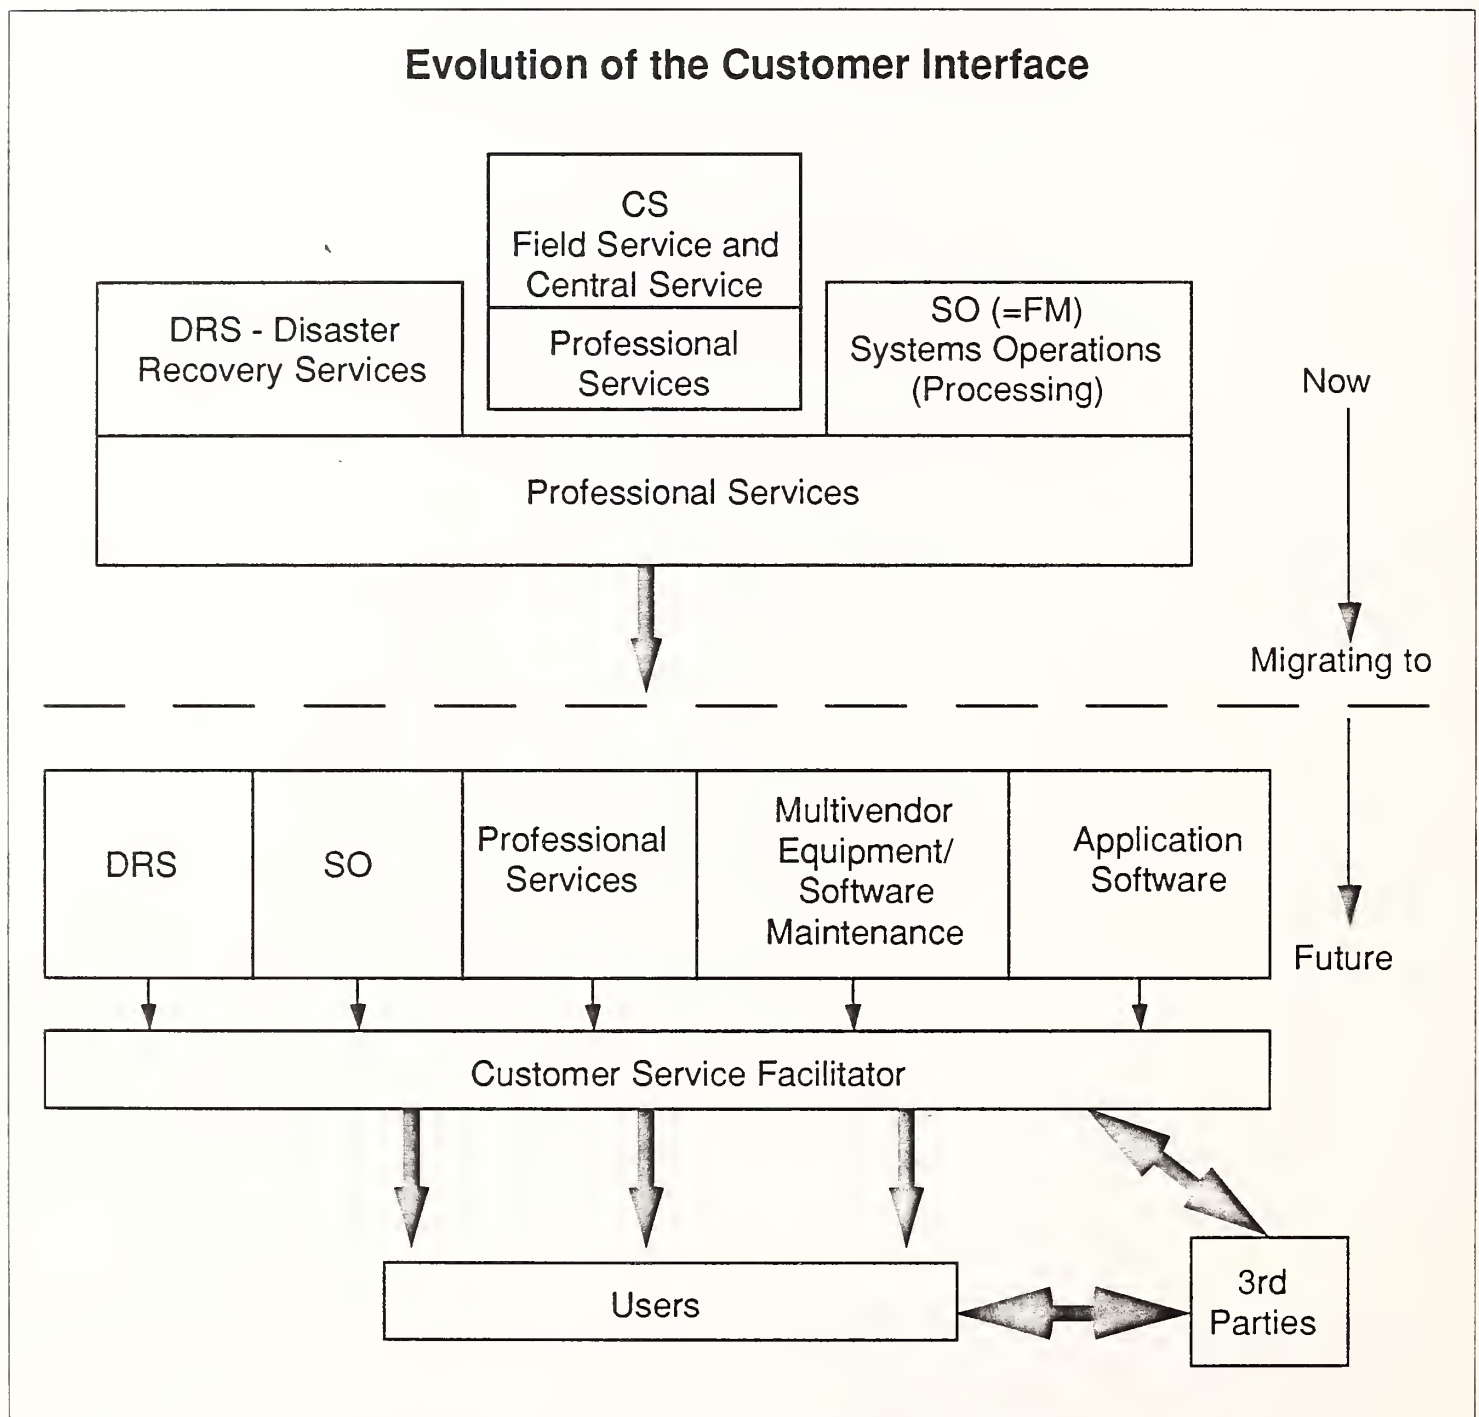 Evolution of the Customer Interface
CS
Field Service and
Central Service
Professional
Services
DRS - Disaster
Recovery Services
SO (=FM)
Systems Operations
(Processing)
Professional Services
Now
Migrating to
DRS
SO
Professional
Services
Multivendor
Equipment/
Software
Maintenance
Application
Software
Future
Customer Service Facilitator
Users
3rd
Parties